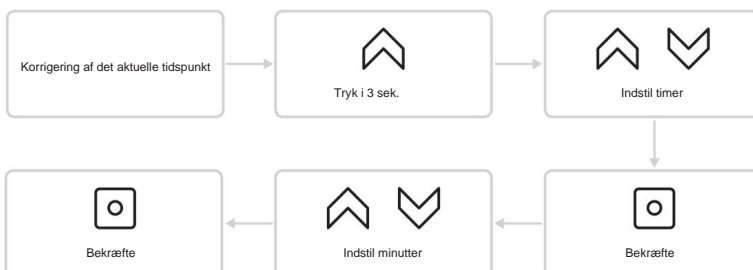 Korrigering af det aktuelle tidspunkt
Tryk i 3 sek.
Indstil timer
Bekræfte
Indstil minutter
Bekræfte